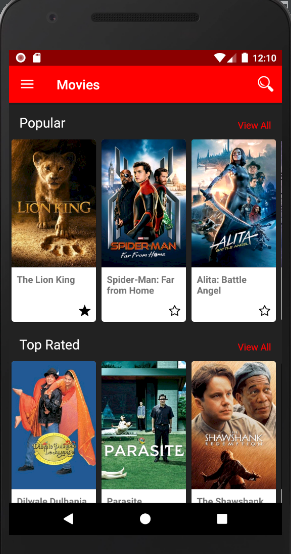 12:10
Movies
Popular
View All
THE
LION KING
SPIDER-MAN
FAR FROM HOME
ALITA
The Lion King
Spider-Man: Far
from Home
Alita: Battle
Angel
Top Rated
View All
PARASITE
THE
SHAWSHANK
REDEMPTION
Dilwale Dulhania
Parasite
The Shawshank